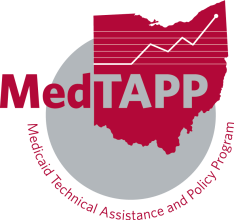 MedTAPP
Medicaid Technical Assistance and Policy Program